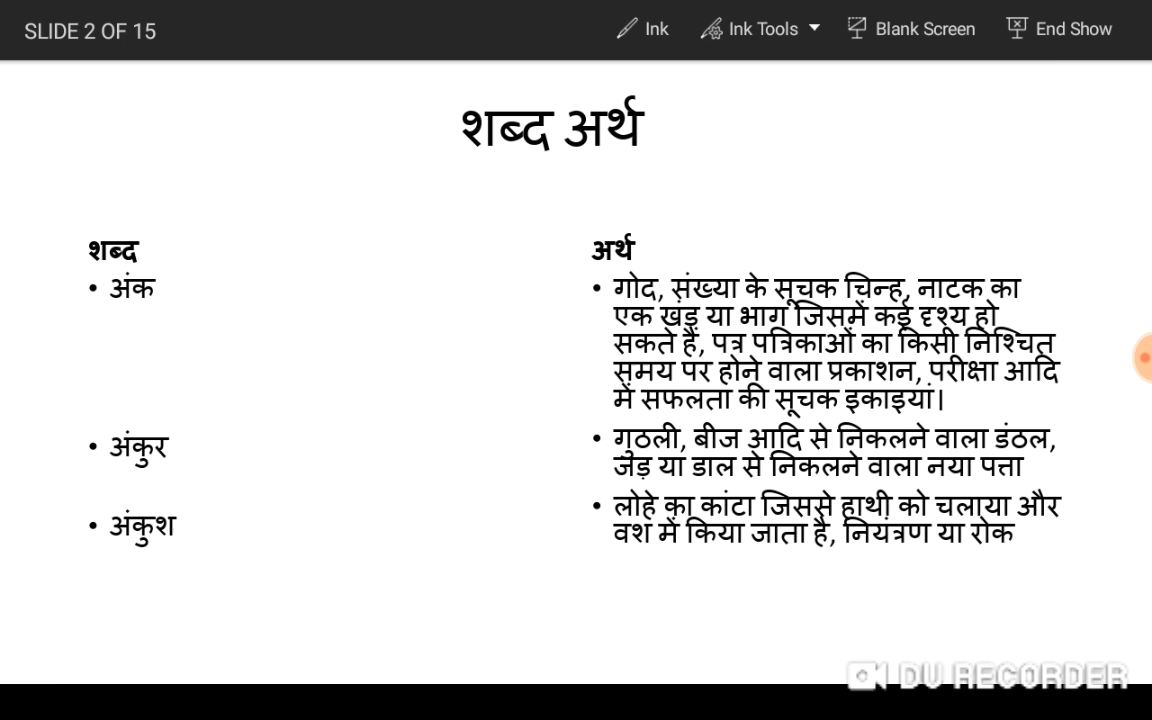 SLIDE 2 OF 15
Ink
Ink Tools
Blank Screen
End Show
शब्द अर्थ
शब्द
• अंक
• अंकुर
• अंकुश
अर्थ
• गोद, संख्या के सूचक चिन्ह, नाटक का
एक खंड या भाग जिसमें कई दृश्य हो
सकते हैं, पत्र पत्रिकाओं का किसी निश्चित
समय पर होने वाला प्रकाशन, परीक्षा आदि
में सफलता की सूचक इकाइयां।
• गुठली, बीज आदि से निकलने वाला डंठल,
जड़ या डाल से निकलने वाला नया पत्ता
• लोहे का कांटा जिससे हाथी को चलाया और
वश में किया जाता है, नियंत्रण या रोक
DU RECORDER